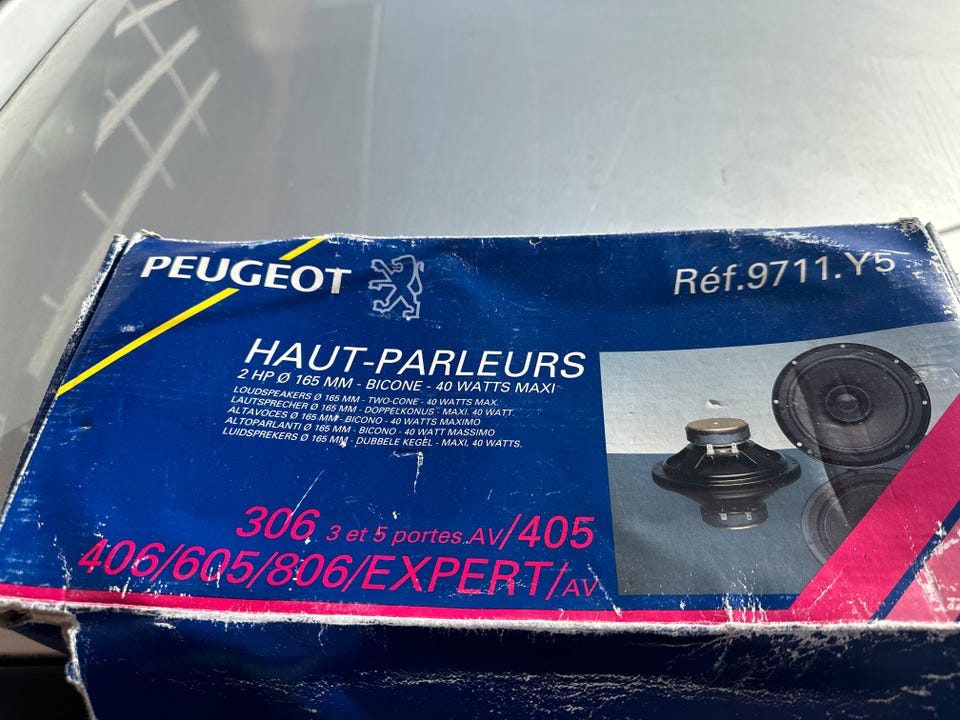 PEUGEOT
Réf.9711.Y5
HAUT-PARLEURS
2 HP Ø 165 MM - BICONE - 40 WATTS MAXI
LOUDSPEAKERS Ø 165 MM - TWO-CONE - 40 WATTS MAX.
LAUTSPRECHER Ø 165 MM - DOPPELKONUS - MAXI. 40 WATT.
ALTAVOCES Ø 165 MM - BICONO - 40 WATTS MAXIMO
ALTOPARLANTI Ø 165 MM - BICONO - 40 WATT MASSIMO
LUIDSPREKERS Ø 165 MM - DUBBELE KEGEL - MAXI, 40 WATTS.
306 3 et 5 portes AV/405
406/605/806/EXPERT/AV